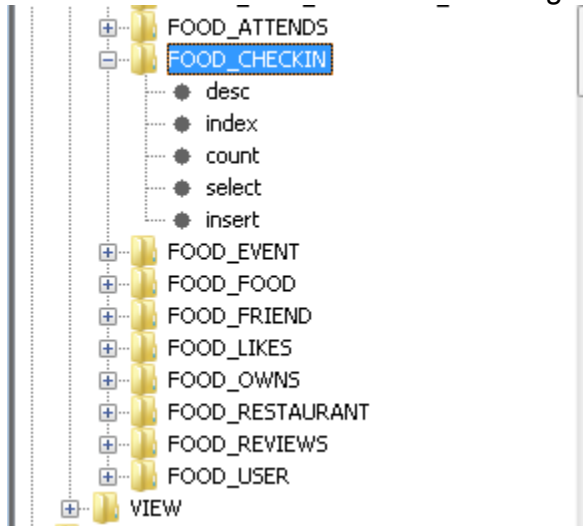 FOOD_ATTENDS
FOOD_CHECKIN
desc
index
count
select
insert
FOOD_EVENT
FOOD_FOOD
FOOD_FRIEND
FOOD_LIKES
FOOD_OWNS
FOOD_RESTAURANT
FOOD_REVIEWS
FOOD_USER
VIEW